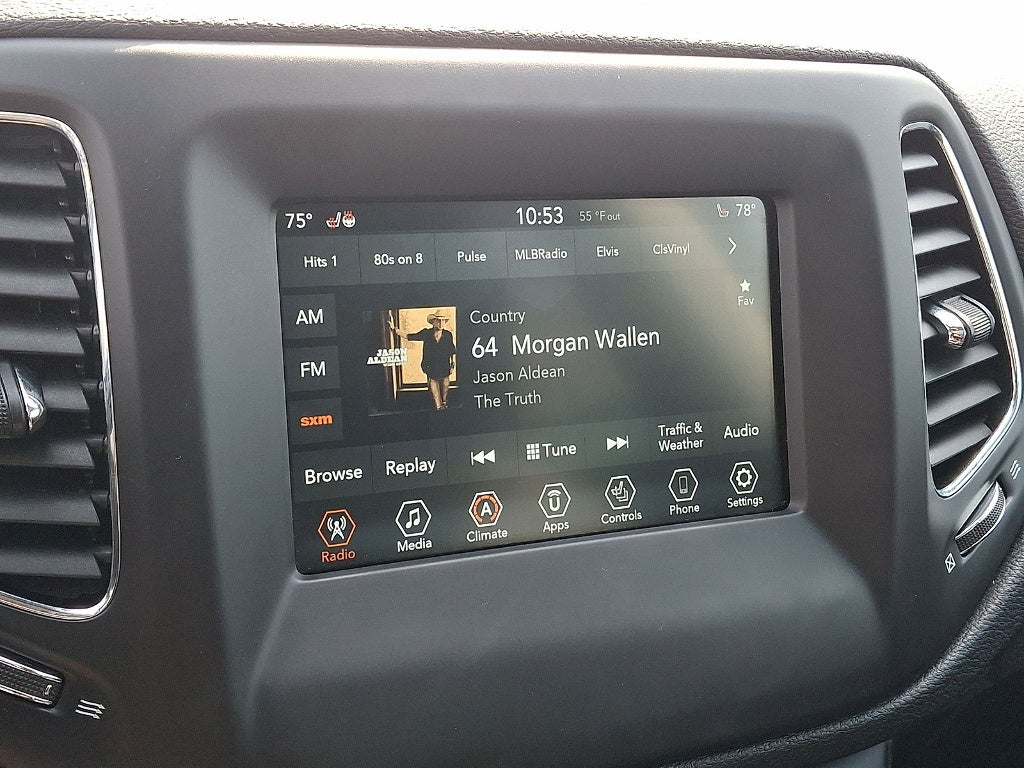 75° 10:53 55 °F out 78°
Hits 1 80s on 8 Pulse MLBRadio Elvis ClsVinyl
Fav
AM
FM
sxm
JASON
ALDEAN
Country
64 Morgan Wallen
Jason Aldean
The Truth
Browse Replay Tune Traffic &
Weather Audio
A
Radio Media Climate Apps Controls Phone Settings